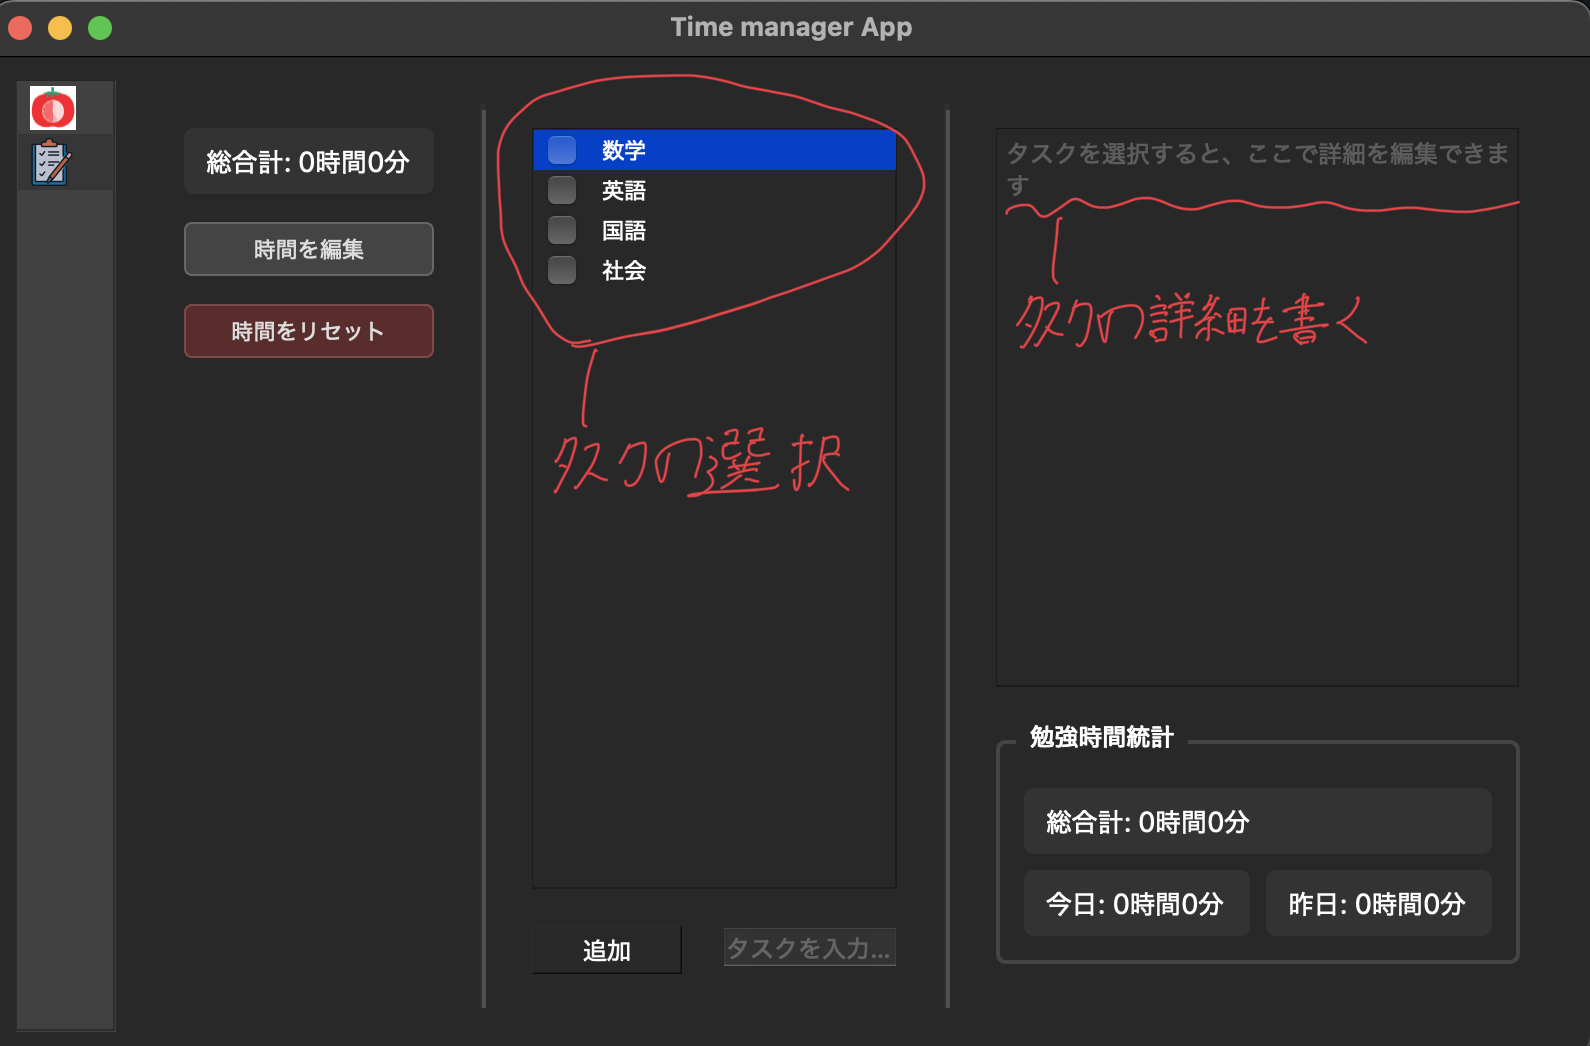 Time manager App
総合計: 0時間0分
時間を編集
時間をリセット
数学
英語
国語
社会
タスクの選択
追加
タスクを入力...
タスクを選択すると、ここで詳細を編集できま
す
タスクの詳細を書く
勉強時間統計
総合計: 0時間0分
今日: 0時間0分
昨日: 0時間0分